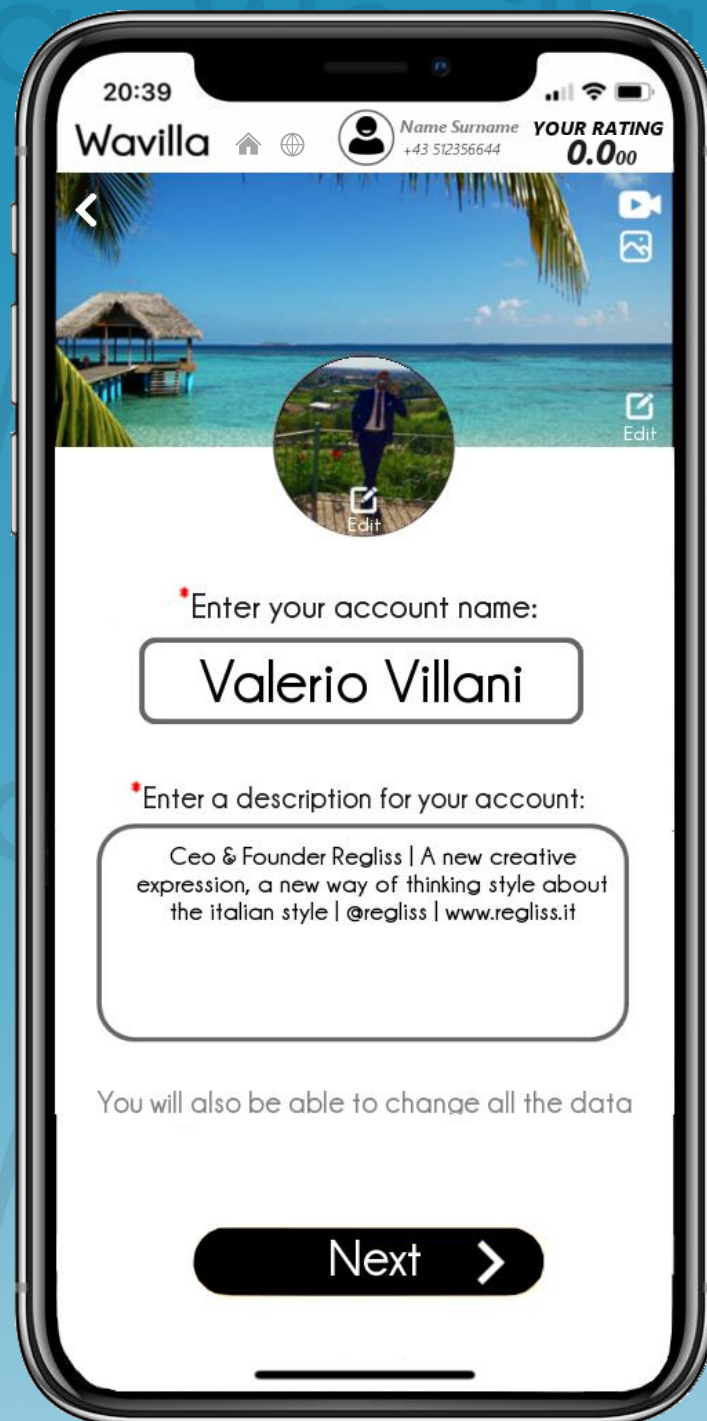 20:39
Wavilla
Name Surname
+43 512356644
YOUR RATING
0.000
Edit
Edit
*Enter your account name:
Valerio Villani
*Enter a description for your account:
Ceo & Founder Regliss | A new creative
expression, a new way of thinking style about
the italian style | @regliss | www.regliss.it
You will also be able to change all the data
Next